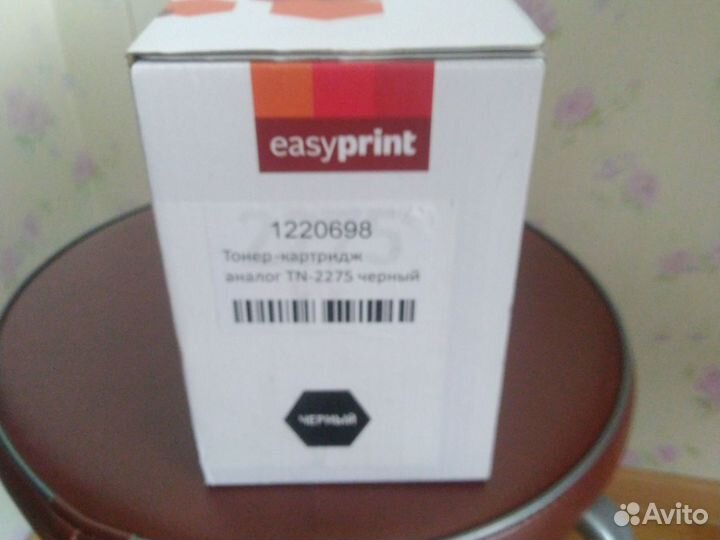 easyprint
1220698
Тонер-картридж
аналог TN-2275 черный
ЧЕРНЫЙ
Avito